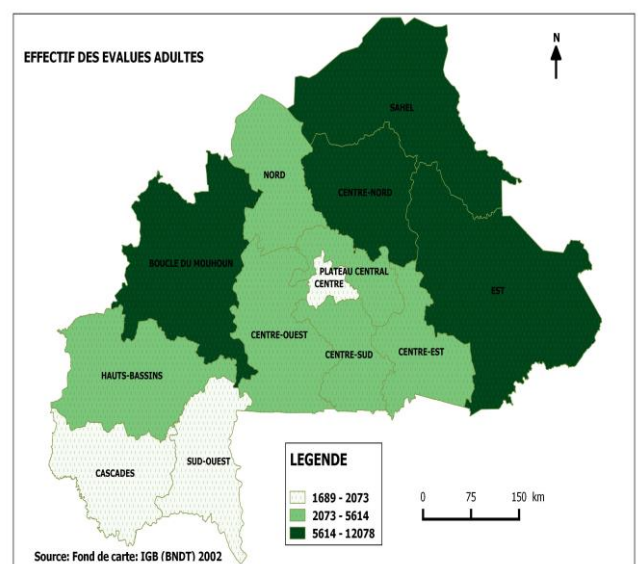 EFFECTIF DES EVALUES ADULTES
N
SAHEL
NORD
CENTRE-NORD
BOUCLE DU MOUHOUN
PLATEAU CENTRAL
CENTRE
EST
CENTRE-OUEST
CENTRE-SUD
CENTRE-EST
HAUTS-BASSINS
CASCADES
SUD-OUEST
LEGENDE
1689 - 2073
2073 - 5614
5614 - 12078
0 75 150 km
Source: Fond de carte: IGB (BNDT) 2002